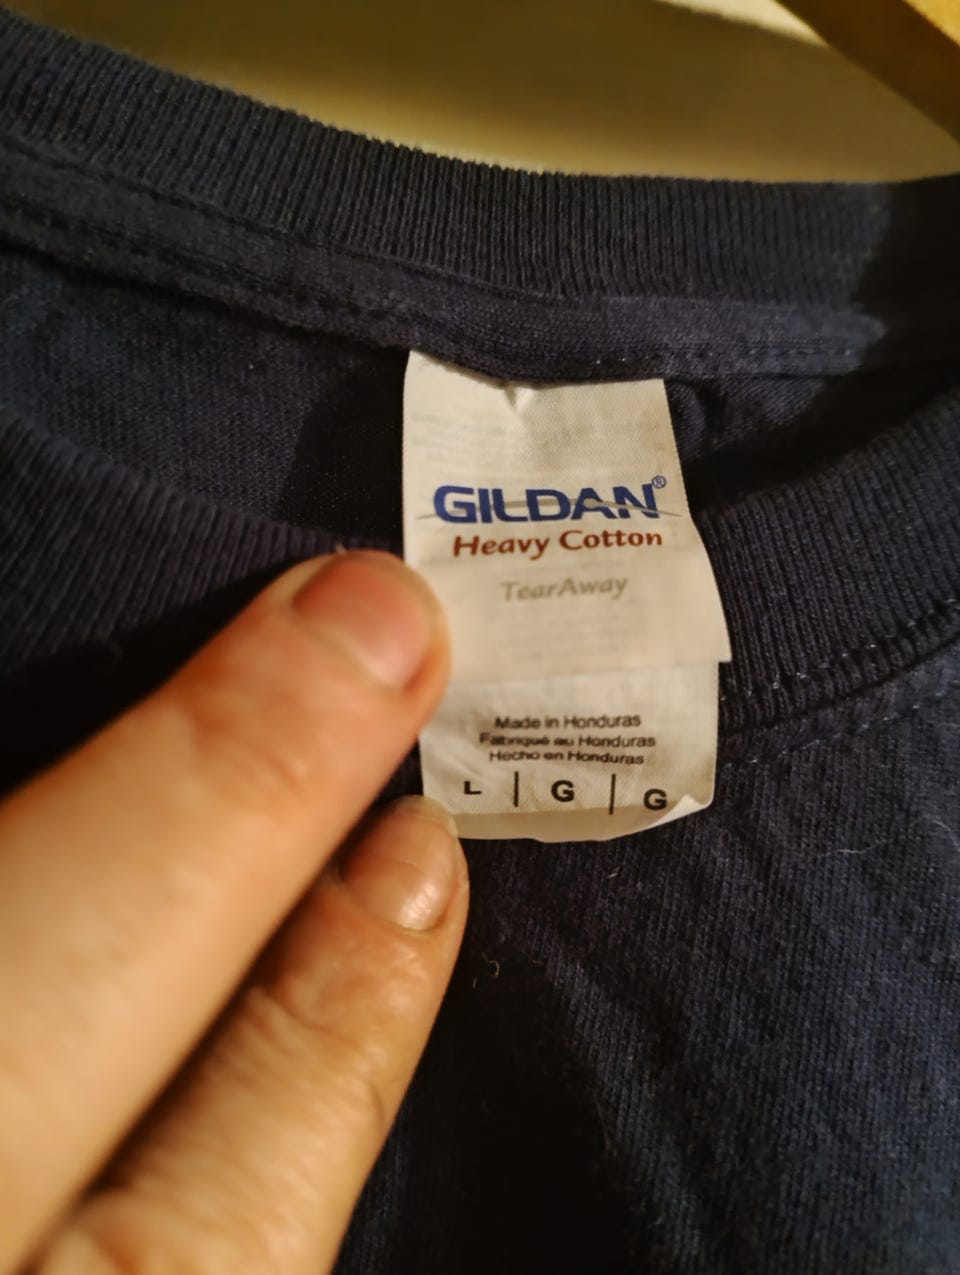 GILDAN®
Heavy Cotton
TearAway
Made in Honduras
Fabriqué au Honduras
Hecho en Honduras
L | G | G